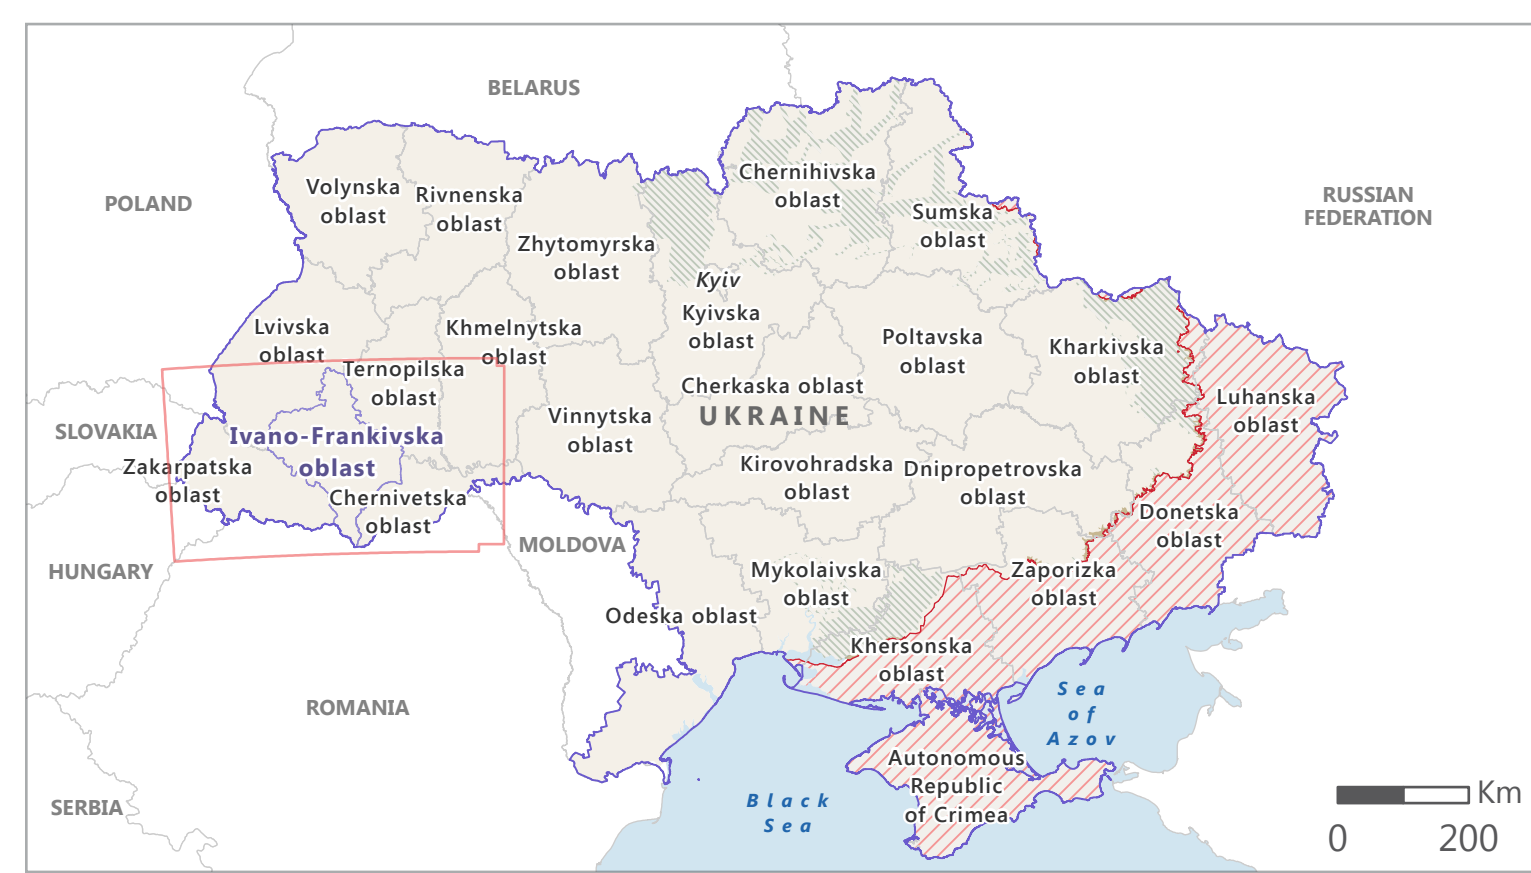 BELARUS
POLAND
RUSSIAN
FEDERATION
Volynska
oblast
Rivnenska
oblast
Zhytomyrska
oblast
Chernihivska
oblast
Sumska
oblast
Kyiv
Kyivska
oblast
Lvivska
oblast
Khmelnytska
oblast
Ternopilska
oblast
Poltavska
oblast
Kharkivska
oblast
Cherkaska oblast
UKRAINE
Luhanska
oblast
Vinnytska
oblast
SLOVAKIA
Ivano-Frankivska
oblast
Zakarpatska
oblast
Chernivetska
oblast
Kirovohradska
oblast
Dnipropetrovska
oblast
Donetska
oblast
MOLDOVA
HUNGARY
Mykolaivska
oblast
Zaporizka
oblast
Odeska oblast
Khersonska
oblast
ROMANIA
Sea
of
Azov
Autonomous
Republic
of Crimea
SERBIA
Black
Sea
Km
0 200